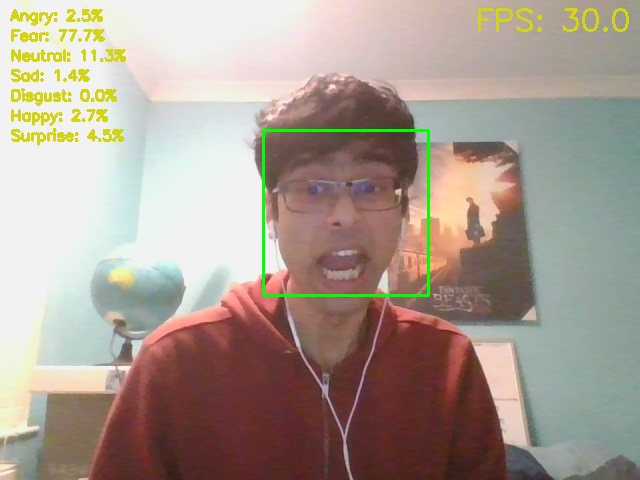 Angry: 2.5%
Fear: 77.7%
Neutral: 11.3%
Sad: 1.4%
Disgust: 0.0%
Happy: 2.7%
Surprise: 4.5%
FPS: 30.0
FANTASTIC
BEASTS